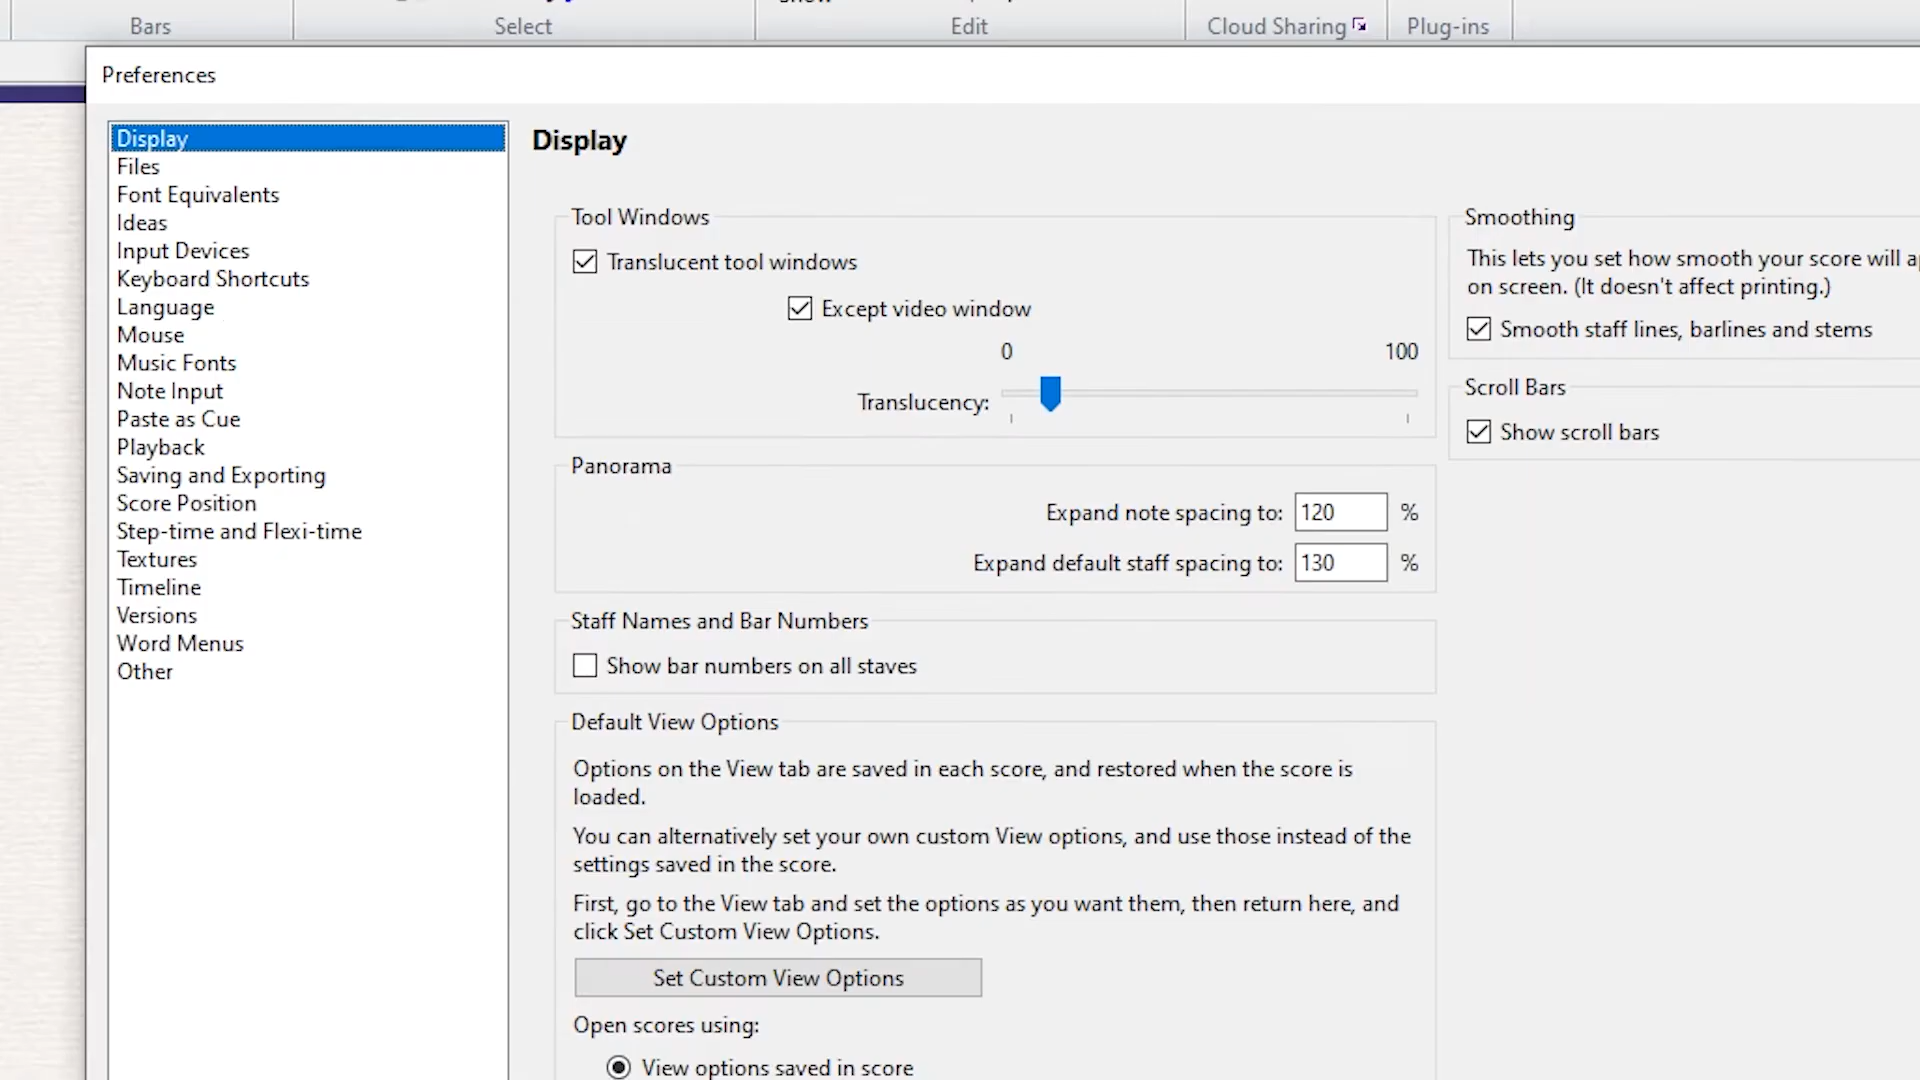 Bars
Select
Edit
Cloud Sharing
Plug-ins
Preferences
Display
Files
Font Equivalents
Ideas
Input Devices
Keyboard Shortcuts
Language
Mouse
Music Fonts
Note Input
Paste as Cue
Playback
Saving and Exporting
Score Position
Step-time and Flexi-time
Textures
Timeline
Versions
Word Menus
Other
Display
Tool Windows
Translucent tool windows
Except video window
0 100
Translucency:
Panorama
Expand note spacing to: 120 %
Expand default staff spacing to: 130 %
Staff Names and Bar Numbers
Show bar numbers on all staves
Default View Options
Options on the View tab are saved in each score, and restored when the score is
loaded.
You can alternatively set your own custom View options, and use those instead of the
settings saved in the score.
First, go to the View tab and set the options as you want them, then return here, and
click Set Custom View Options.
Set Custom View Options
Open scores using:
View options saved in score
Smoothing
This lets you set how smooth your score will
on screen. (It doesn't affect printing.)
Smooth staff lines, barlines and stems
Scroll Bars
Show scroll bars